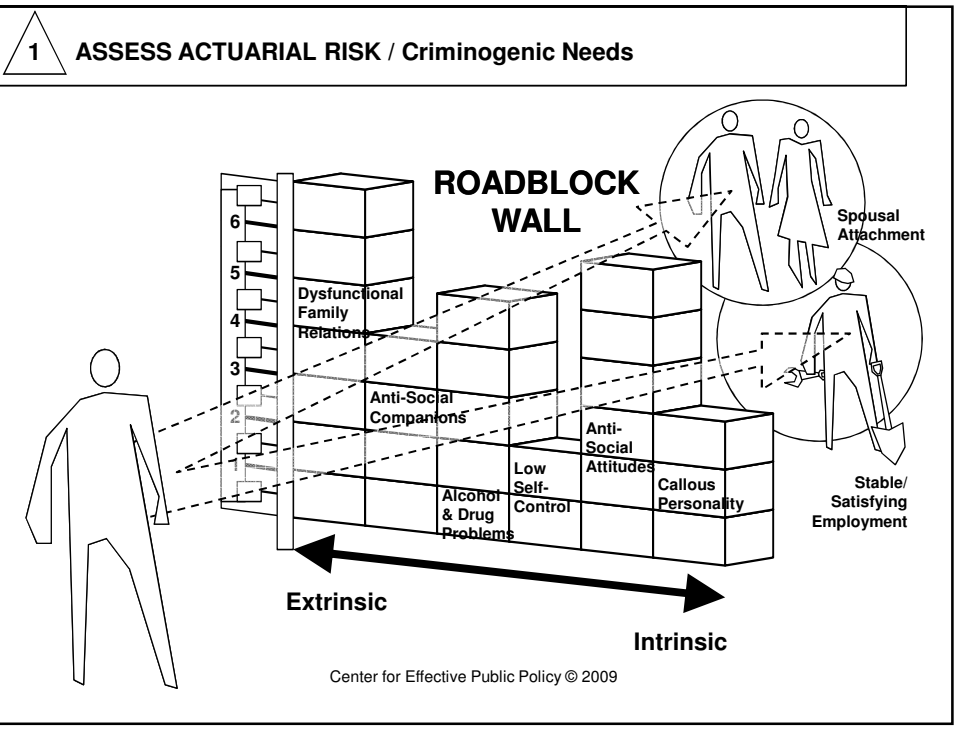 1 ASSESS ACTUARIAL RISK / Criminogenic Needs
ROADBLOCK
WALL
6
5
4
3
2
1
Dysfunctional
Family
Relations
Anti-Social
Companions
Alcohol
& Drug
Problems
Low
Self-
Control
Anti-
Social
Attitudes
Callous
Personality
Spousal
Attachment
Stable/
Satisfying
Employment
Extrinsic
Intrinsic
Center for Effective Public Policy © 2009